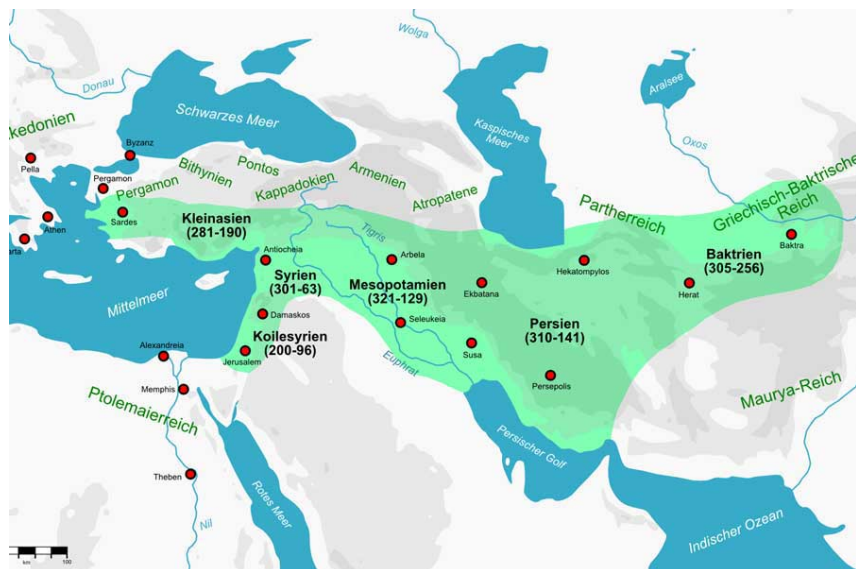 Wolga
Aralsee
Donau
Schwarzes Meer
Kaspisches
Meer
Oxos
kedonien
Pella
Byzanz
Pergamon
Bithynien
Pontos
Armenien
Pergamon
Kappadokien
Atropatene
Partherreich
Griechisch-Baktrisches
Reich
Sardes
Athen
arta
Kleinasien
(281-190)
Tigris
Antiocheia
Arbela
Hekatompylos
Baktra
Baktrien
(305-256)
Syrien
(301-63)
Mesopotamien
(321-129)
Ekbatana
Herat
Mittelmeer
Damaskos
Seleukeia
Persien
(310-141)
Koilesyrien
(200-96)
Alexandreia
Jerusalem
Euphrat
Susa
Persepolis
Memphis
Ptolemaierreich
Maurya-Reich
Persischer Golf
Theben
Nil
Rotes Meer
Indischer Ozean
km
100